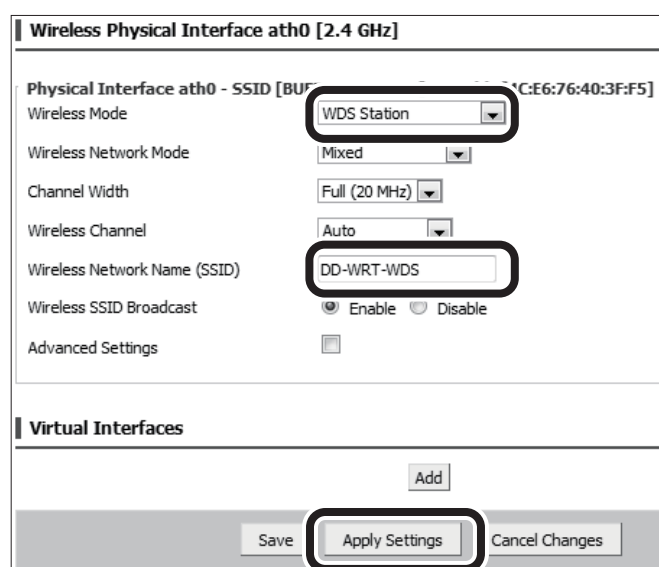 Wireless Physical Interface ath0 [2.4 GHz]
Physical Interface ath0 - SSID [BUF C:E6:76:40:3F:F5]
Wireless Mode WDS Station
Wireless Network Mode Mixed
Channel Width Full (20 MHz)
Wireless Channel Auto
Wireless Network Name (SSID) DD-WRT-WDS
Wireless SSID Broadcast Enable Disable
Advanced Settings
Virtual Interfaces
Add
Save Apply Settings Cancel Changes